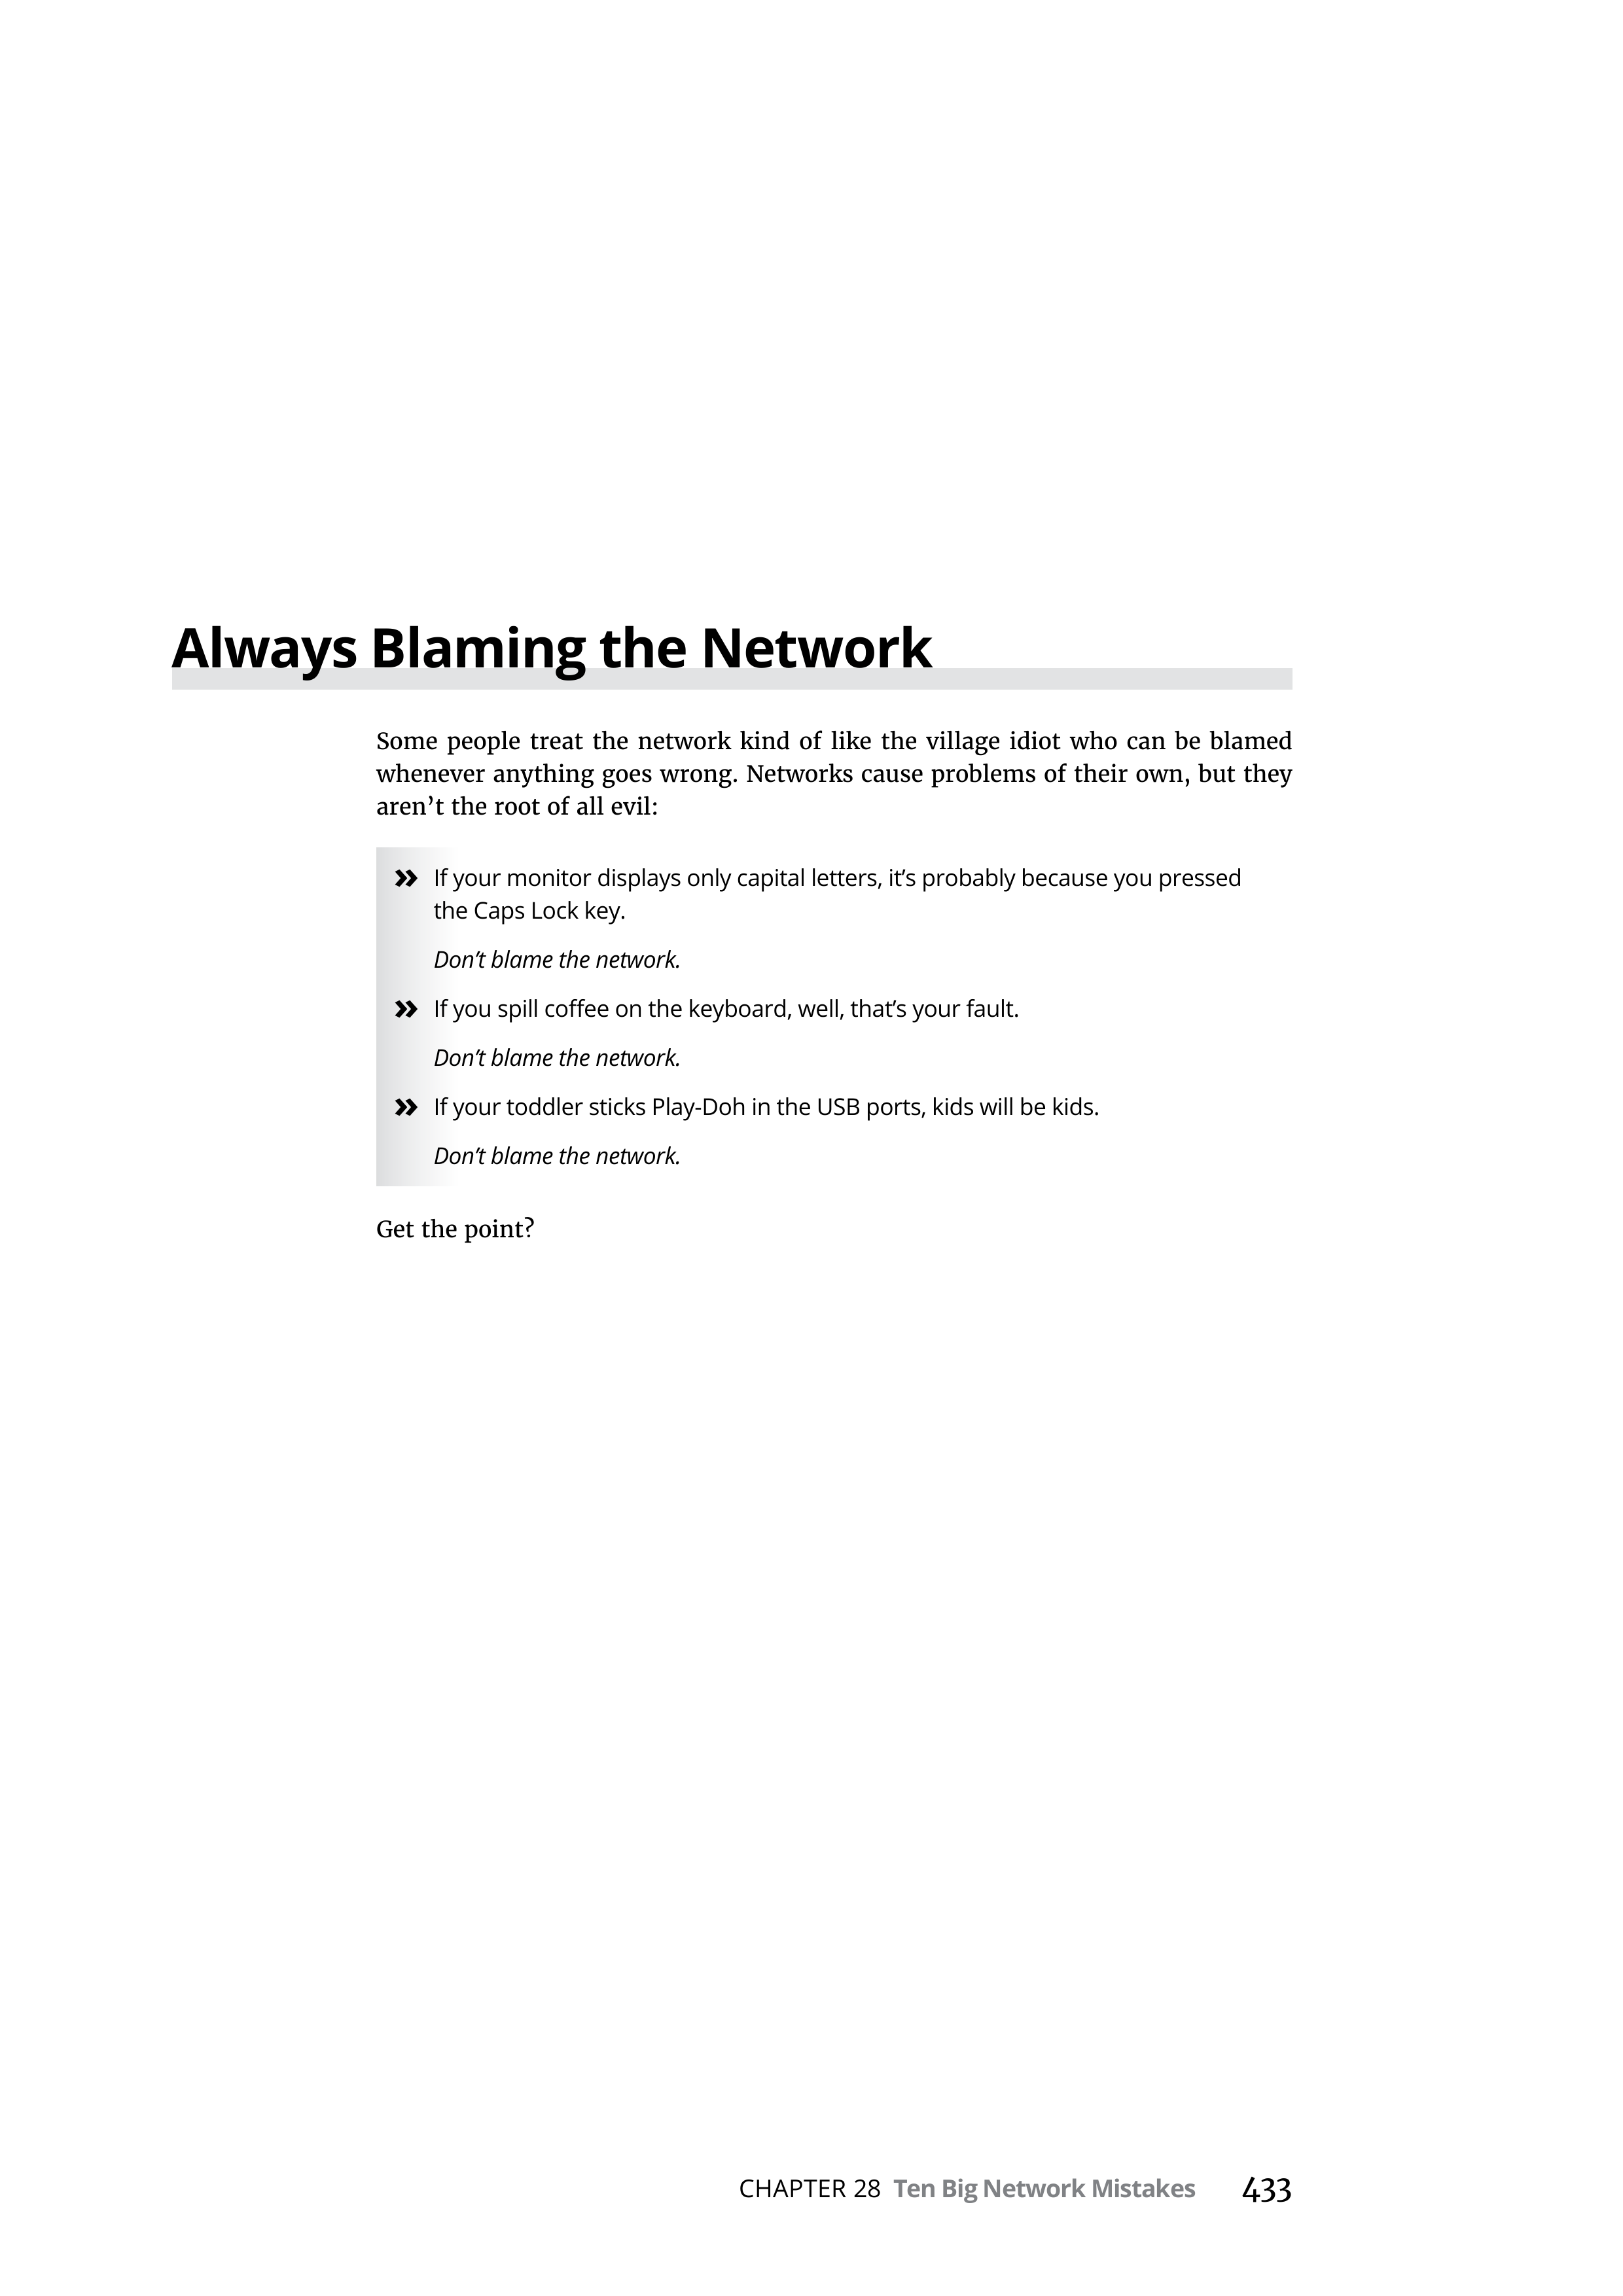 Always Blaming the Network
Some people treat the network kind of like the village idiot who can be blamed
whenever anything goes wrong. Networks cause problems of their own, but they
aren’t the root of all evil:
» If your monitor displays only capital letters, it’s probably because you pressed
the Caps Lock key.
Don’t blame the network.
» If you spill coffee on the keyboard, well, that’s your fault.
Don’t blame the network.
» If your toddler sticks Play-Doh in the USB ports, kids will be kids.
Don’t blame the network.
Get the point?
CHAPTER 28 Ten Big Network Mistakes 433